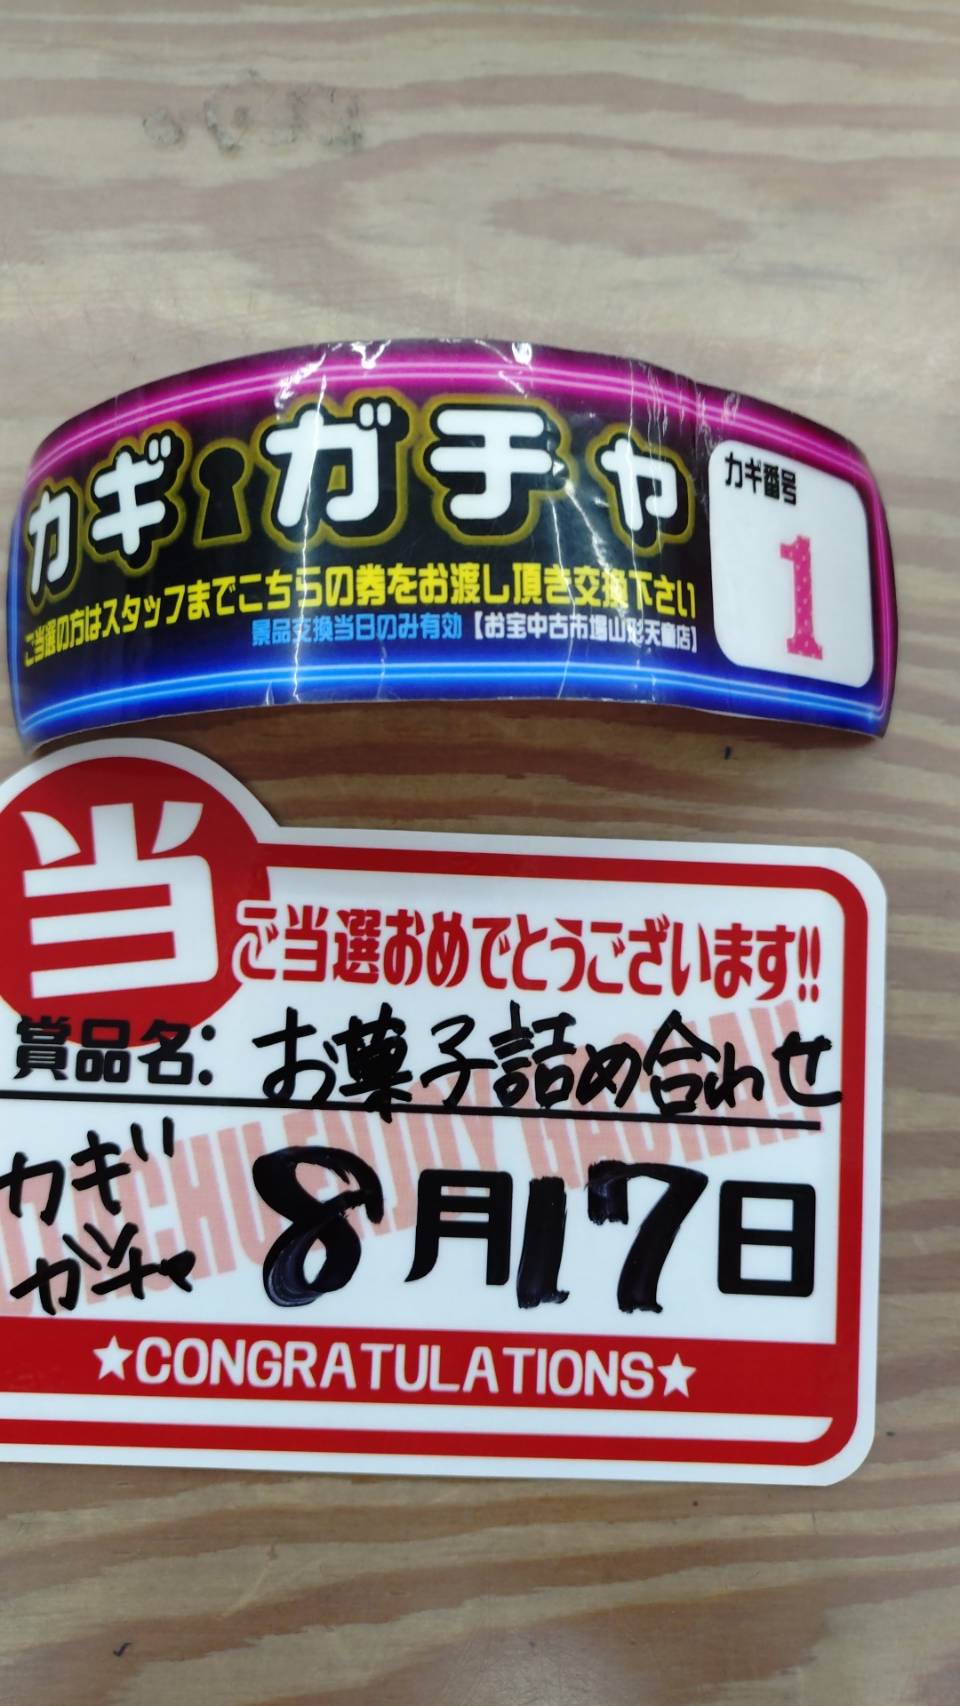 カギガチャ
カギ番号
1
ご当選の方はスタッフまでこちらの券をお渡し頂き交換下さい
景品交換当日のみ有効【お宝中古市場山形天童店】
当
ご当選おめでとうございます!!
賞品名: お菓子詰め合わせ
カギ
ガチャ
8月17日
★CONGRATULATIONS★